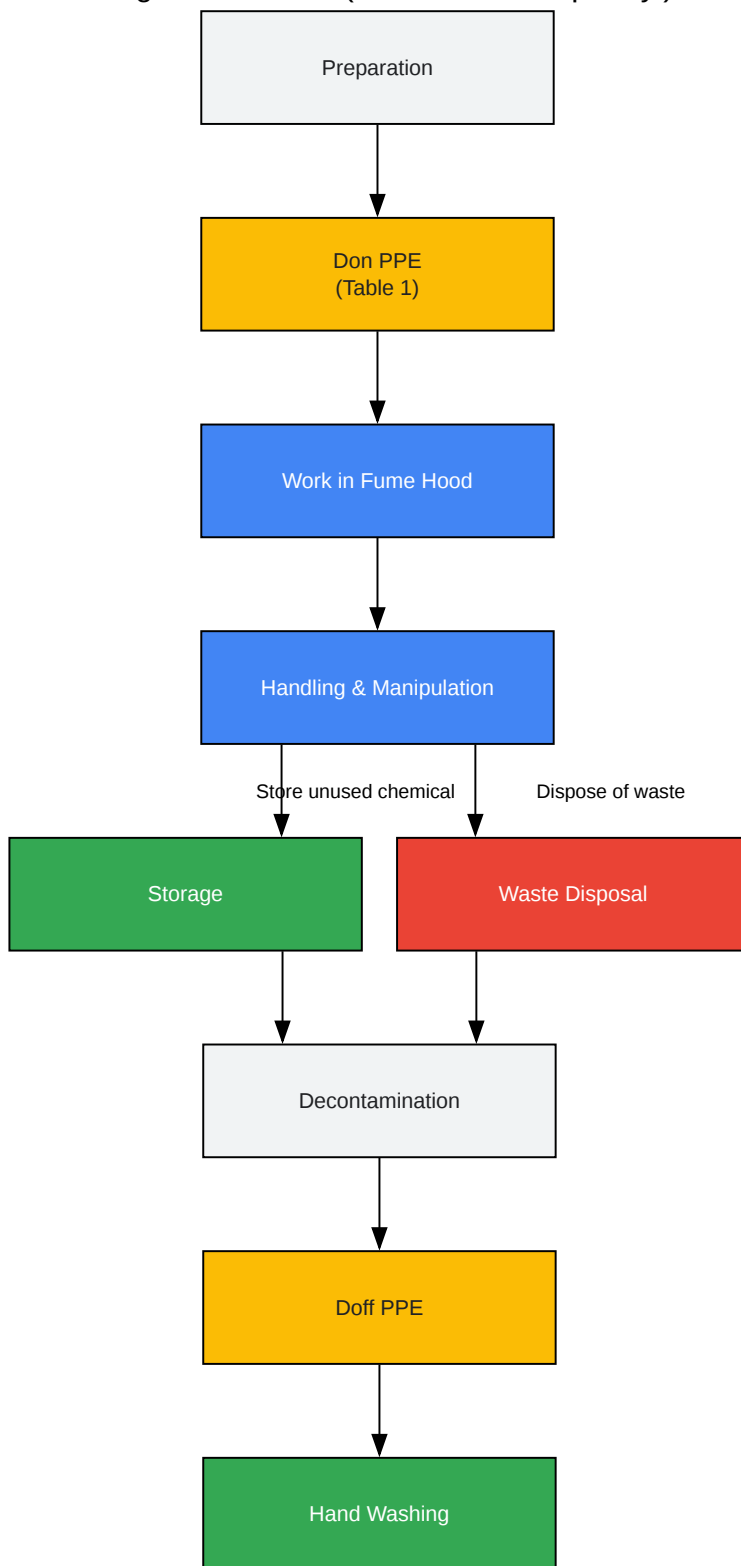 Preparation
Don PPE
(Table 1)
Work in Fume Hood
Handling & Manipulation
Store unused chemical
Dispose of waste
Storage
Waste Disposal
Decontamination
Doff PPE
Hand Washing